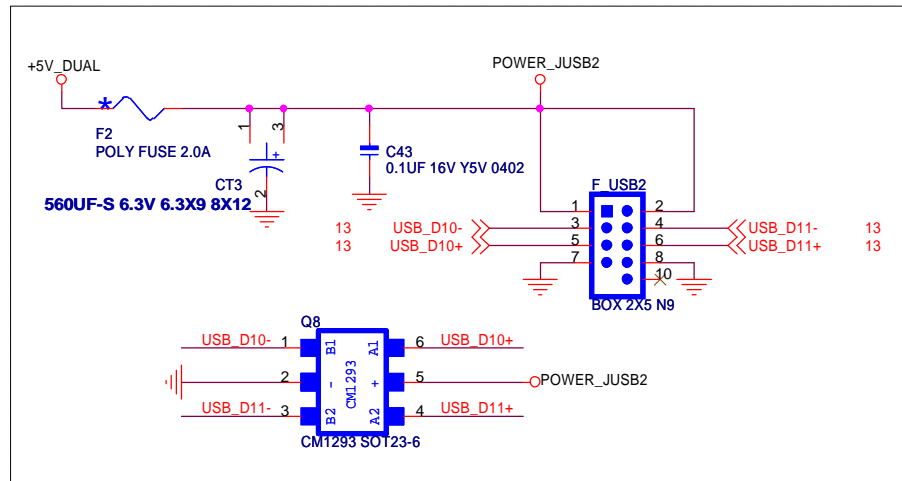 +5V_DUAL
POWER_JUSB2
*
F2
POLY FUSE 2.0A
1
3
+
CT3
2
560UF-S 6.3V 6.3X9 8X12
C43
0.1UF 16V Y5V 0402
F_USB2
1
2
13 USB_D10- 3
4 USB_D11- 13
13 USB_D10+ 5
6 USB_D11+ 13
7
8
10
BOX 2X5 N9
Q8
USB_D10- 1 B1 A1 6 USB_D10+
2 - CM1293 + 5 POWER_JUSB2
USB_D11- 3 B2 A2 4 USB_D11+
CM1293 SOT23-6